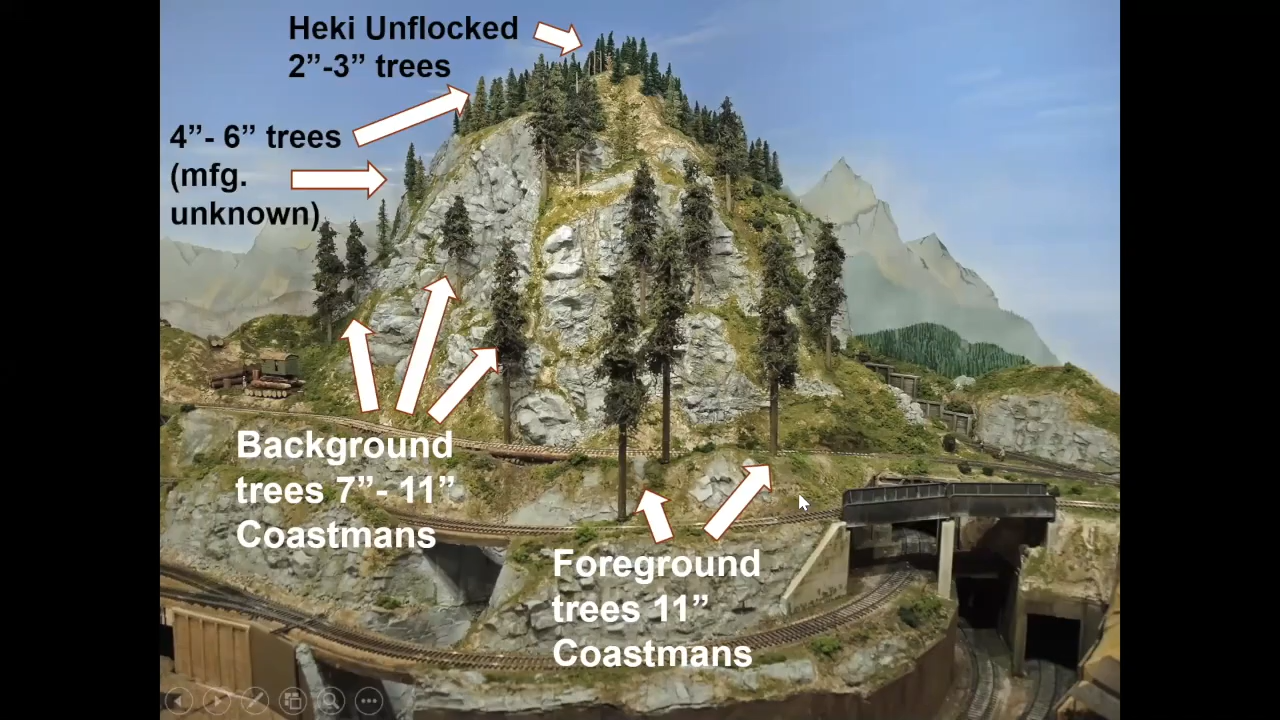 Heki Unflocked
2”-3” trees
4”- 6” trees
(mfg.
unknown)
Background
trees 7”- 11”
Coastmans
Foreground
trees 11”
Coastmans